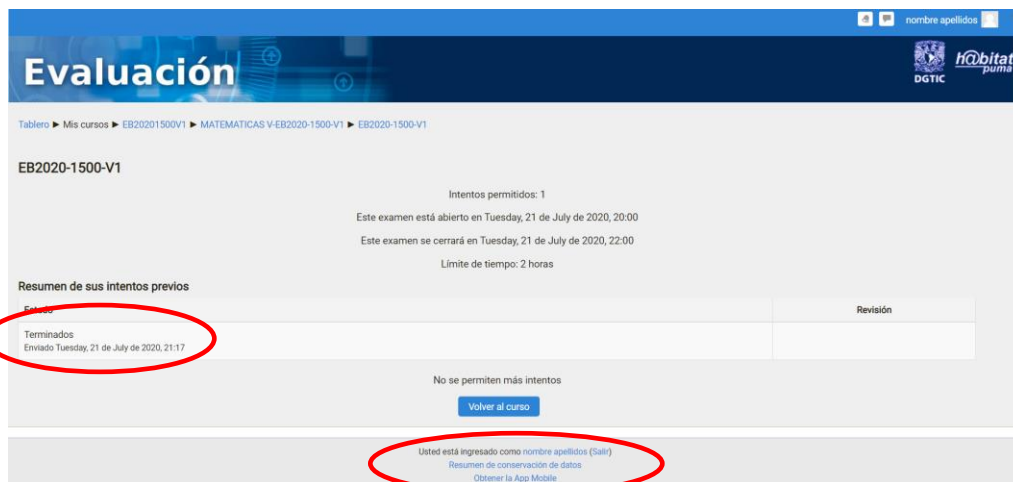 nombre apellidos
Evaluación
DGTIC
h@bitat
puma
Tablero ► Mis cursos ► EB20201500V1 ► MATEMATICAS V-EB2020-1500-V1 ► EB2020-1500-V1
EB2020-1500-V1
Intentos permitidos: 1
Este examen está abierto en Tuesday, 21 de July de 2020, 20:00
Este examen se cerrará en Tuesday, 21 de July de 2020, 22:00
Límite de tiempo: 2 horas
Resumen de sus intentos previos
Estado Revisión
Terminados
Enviado Tuesday, 21 de July de 2020, 21:17
No se permiten más intentos
Volver al curso
Usted está ingresado como nombre apellidos (Salir)
Resumen de conservación de datos
Obtener la App Mobile